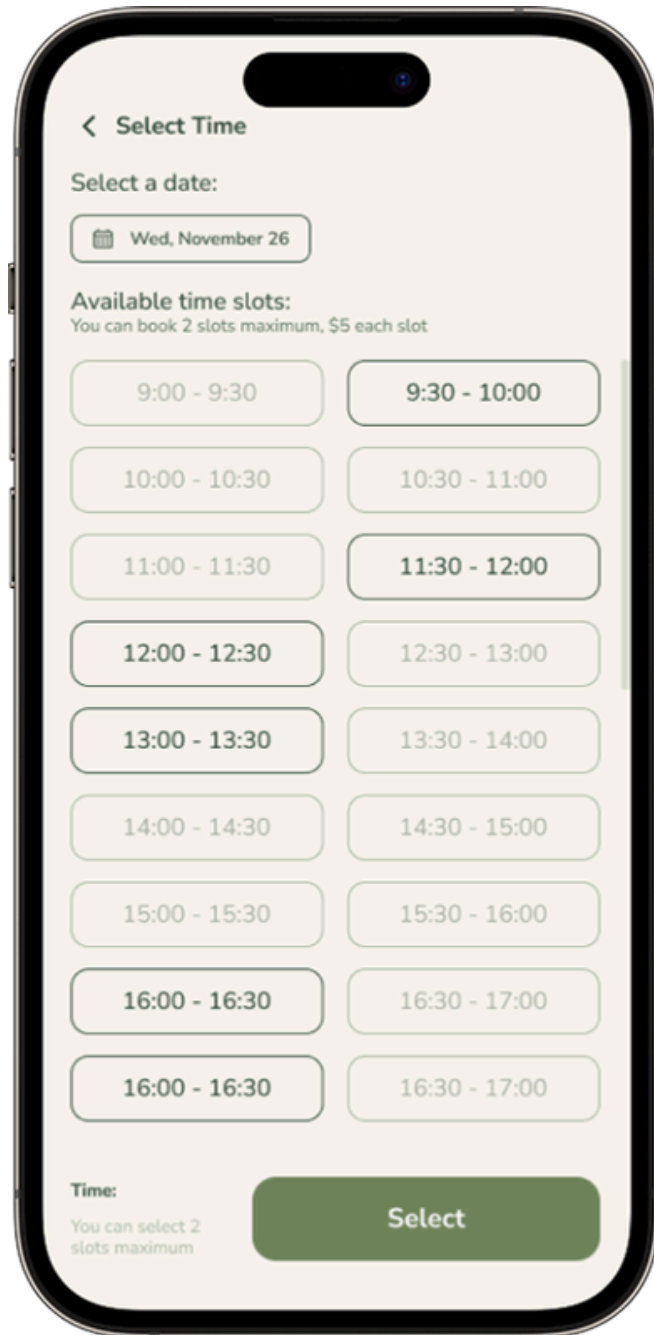 Select Time
Select a date:
Wed, November 26
Available time slots:
You can book 2 slots maximum, $5 each slot
9:00 - 9:30
9:30 - 10:00
10:00 - 10:30
10:30 - 11:00
11:00 - 11:30
11:30 - 12:00
12:00 - 12:30
12:30 - 13:00
13:00 - 13:30
13:30 - 14:00
14:00 - 14:30
14:30 - 15:00
15:00 - 15:30
15:30 - 16:00
16:00 - 16:30
16:30 - 17:00
16:00 - 16:30
16:30 - 17:00
Time:
You can select 2
slots maximum
Select